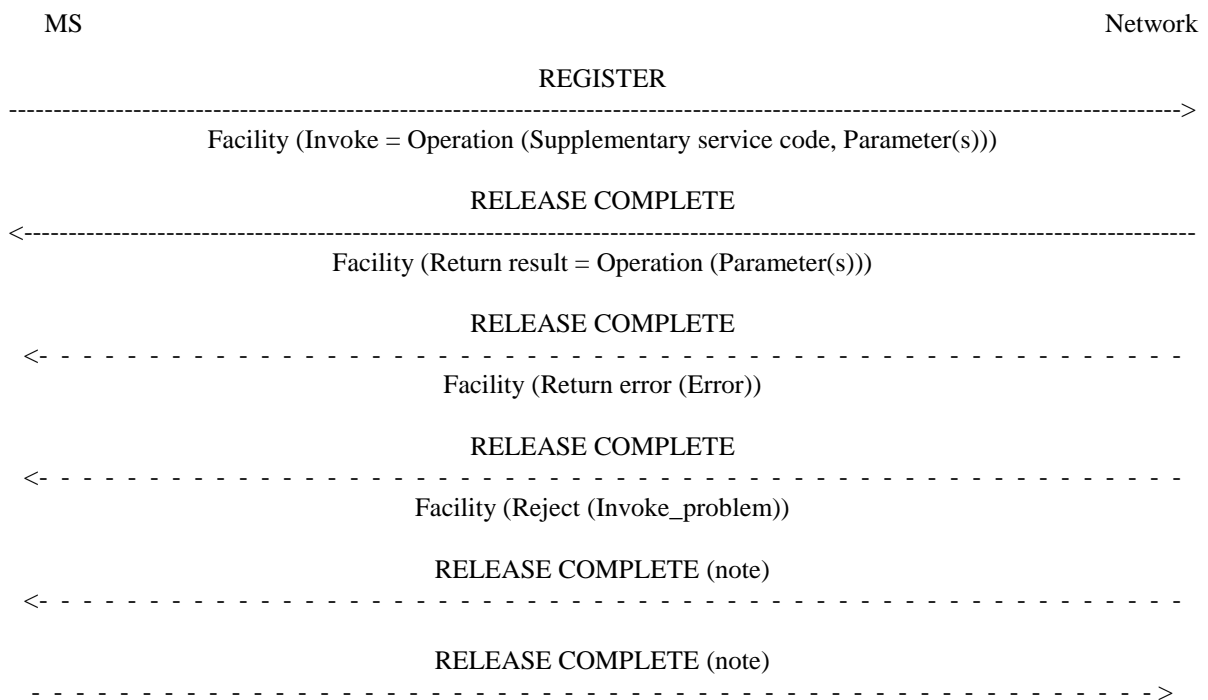 MS Network
REGISTER
Facility (Invoke = Operation (Supplementary service code, Parameter(s)))
RELEASE COMPLETE
Facility (Return result = Operation (Parameter(s)))
RELEASE COMPLETE
Facility (Return error (Error))
RELEASE COMPLETE
Facility (Reject (Invoke_problem))
RELEASE COMPLETE (note)
RELEASE COMPLETE (note)